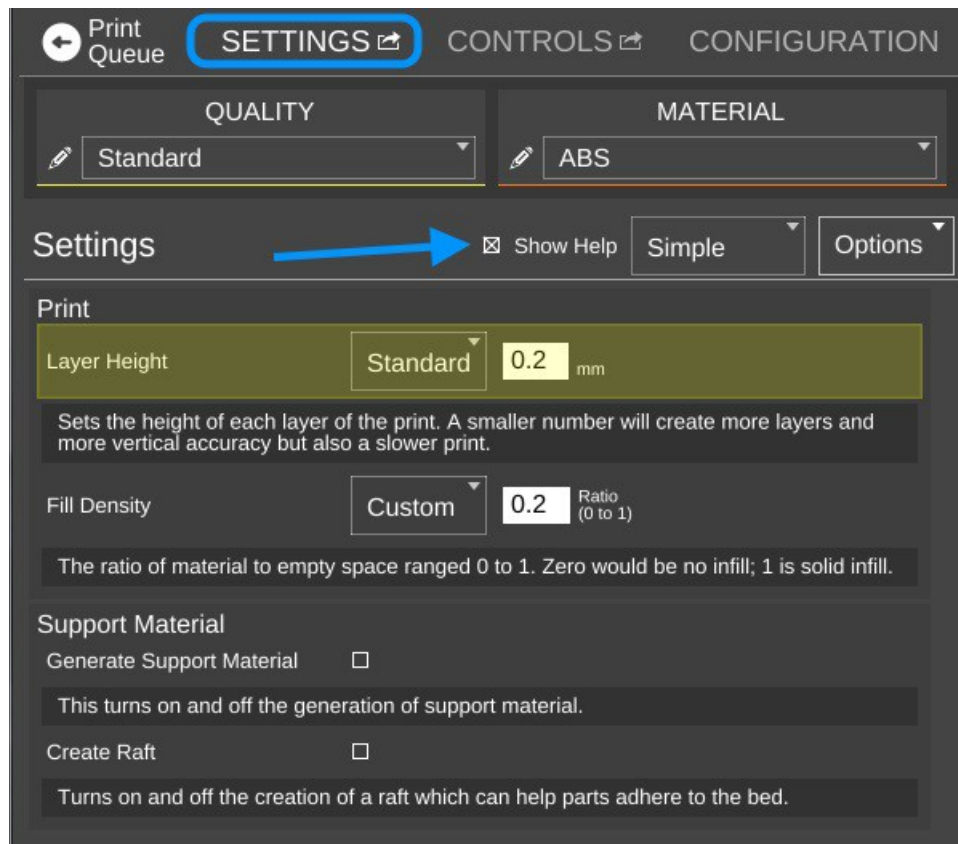 Print
Queue
SETTINGS
CONTROLS
CONFIGURATION
QUALITY
MATERIAL
Standard
ABS
Settings
Show Help
Simple
Options
Print
Layer Height
Standard
0.2
mm
Sets the height of each layer of the print. A smaller number will create more layers and
more vertical accuracy but also a slower print.
Fill Density
Custom
0.2
Ratio
(0 to 1)
The ratio of material to empty space ranged 0 to 1. Zero would be no infill; 1 is solid infill.
Support Material
Generate Support Material
This turns on and off the generation of support material.
Create Raft
Turns on and off the creation of a raft which can help parts adhere to the bed.